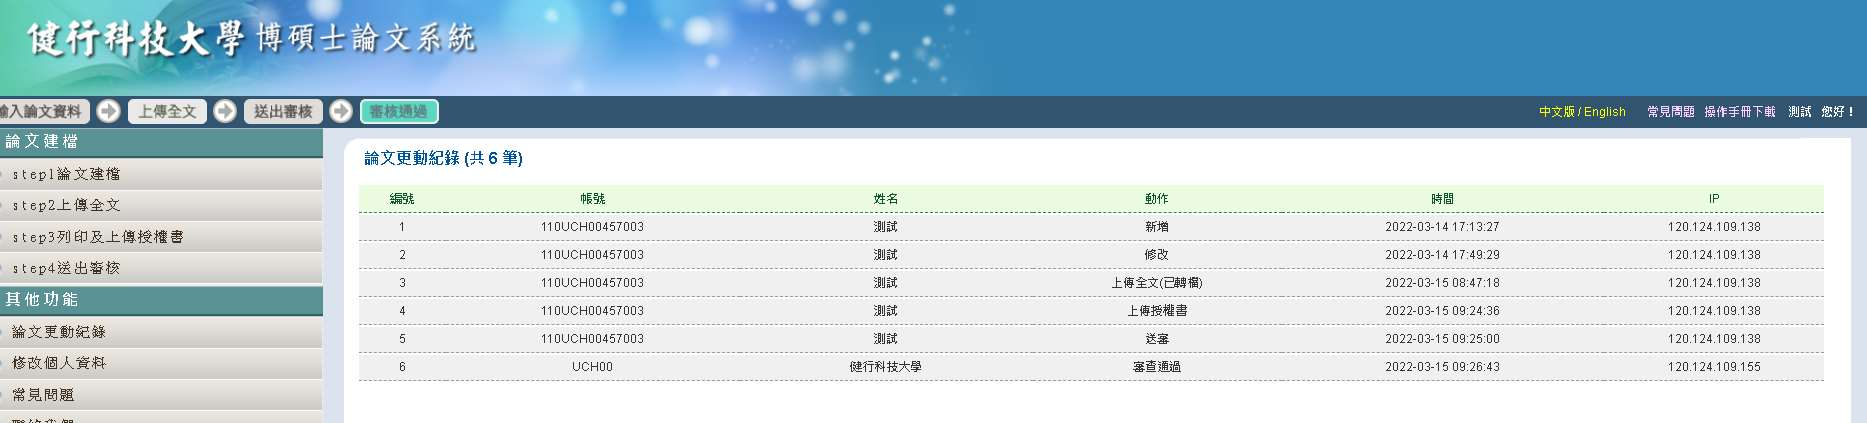 健行科技大學 博碩士論文系統
輸入論文資料 上傳全文 送出審核 審核通過
中文版 / English 常見問題 操作手冊下載 測試 您好！
論文建檔
step1論文建檔
step2上傳全文
step3列印及上傳授權書
step4送出審核
其他功能
論文更動紀錄
修改個人資料
常見問題
論文更動紀錄 (共 6 筆)
編號 帳號 姓名 動作 時間 IP
1 110UCH00457003 測試 新增 2022-03-14 17:13:27 120.124.109.138
2 110UCH00457003 測試 修改 2022-03-14 17:49:29 120.124.109.138
3 110UCH00457003 測試 上傳全文(已轉檔) 2022-03-15 08:47:18 120.124.109.138
4 110UCH00457003 測試 上傳授權書 2022-03-15 09:24:36 120.124.109.138
5 110UCH00457003 測試 送審 2022-03-15 09:25:00 120.124.109.138
6 UCH00 健行科技大學 審查通過 2022-03-15 09:26:43 120.124.109.155